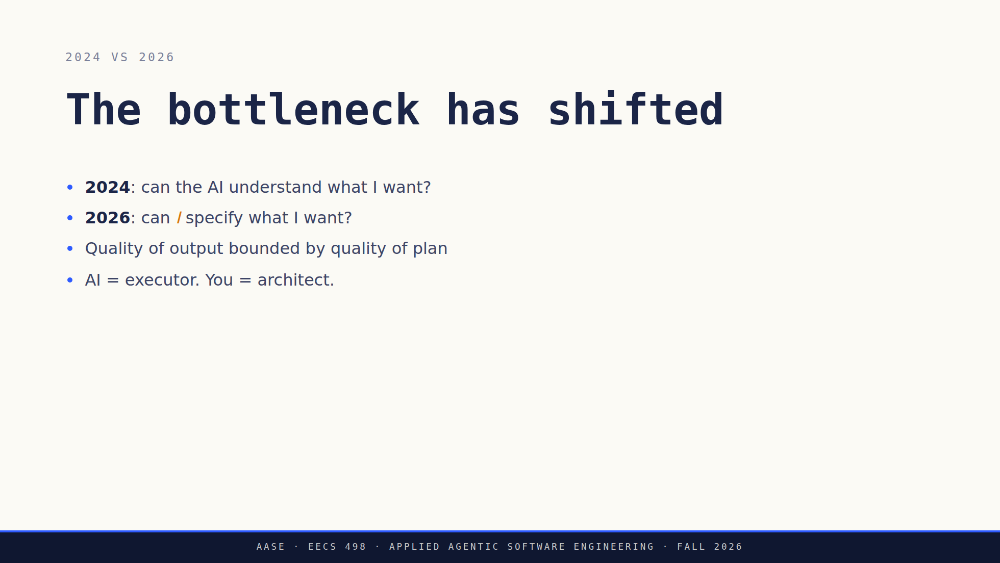 2024 VS 2026
The bottleneck has shifted
• 2024: can the AI understand what I want?
• 2026: can I specify what I want?
• Quality of output bounded by quality of plan
• AI = executor. You = architect.
AASE · EECS 498 · APPLIED AGENTIC SOFTWARE ENGINEERING · FALL 2026